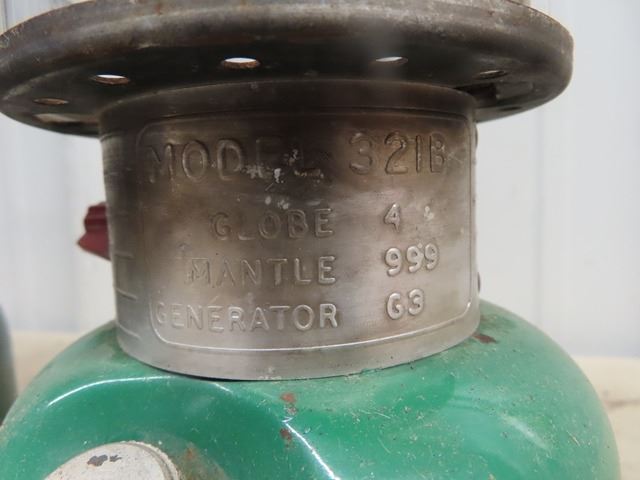 MODEL 321B
GLOBE 4
MANTLE 999
GENERATOR G3